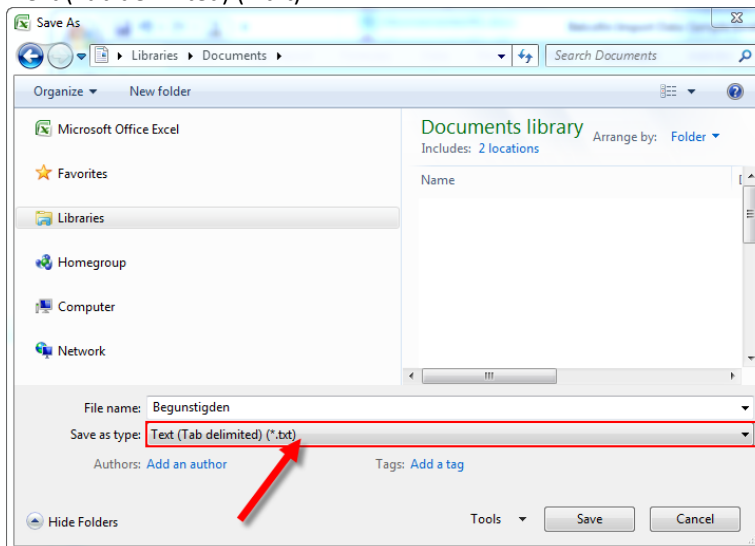 Save As
Libraries Documents
Search Documents
Organize New folder
Microsoft Office Excel
Favorites
Libraries
Homegroup
Computer
Network
Documents library
Includes: 2 locations
Arrange by: Folder
Name
File name: Begunstigden
Save as type: Text (Tab delimited) (*.txt)
Authors: Add an author Tags: Add a tag
Hide Folders Tools Save Cancel